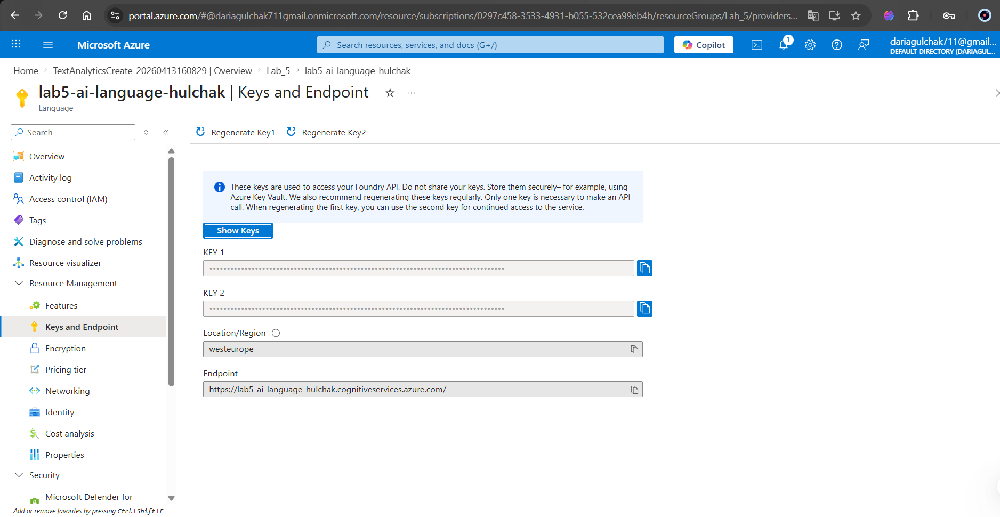 portal.azure.com/#@dariagulchak711gmail.onmicrosoft.com/resource/subscriptions/0297c458-3533-4931-b055-532cea99eb4b/resourceGroups/Lab_5/providers...
Microsoft Azure
Search resources, services, and docs (G+/)
Copilot
1
dariagulchak711@gmail...
DEFAULT DIRECTORY (DARIAGUL...
Home > TextAnalyticsCreate-20260413160829 | Overview > Lab_5 > lab5-ai-language-hulchak
lab5-ai-language-hulchak | Keys and Endpoint
Language
Search
Regenerate Key1
Regenerate Key2
Overview
Activity log
Access control (IAM)
Tags
Diagnose and solve problems
Resource visualizer
Resource Management
Features
Keys and Endpoint
Encryption
Pricing tier
Networking
Identity
Cost analysis
Properties
Security
Microsoft Defender for
Add or remove favorites by pressing Ctrl+Shift+F
These keys are used to access your Foundry API. Do not share your keys. Store them securely– for example, using
Azure Key Vault. We also recommend regenerating these keys regularly. Only one key is necessary to make an API
call. When regenerating the first key, you can use the second key for continued access to the service.
Show Keys
KEY 1
KEY 2
Location/Region
westeurope
Endpoint
https://lab5-ai-language-hulchak.cognitiveservices.azure.com/